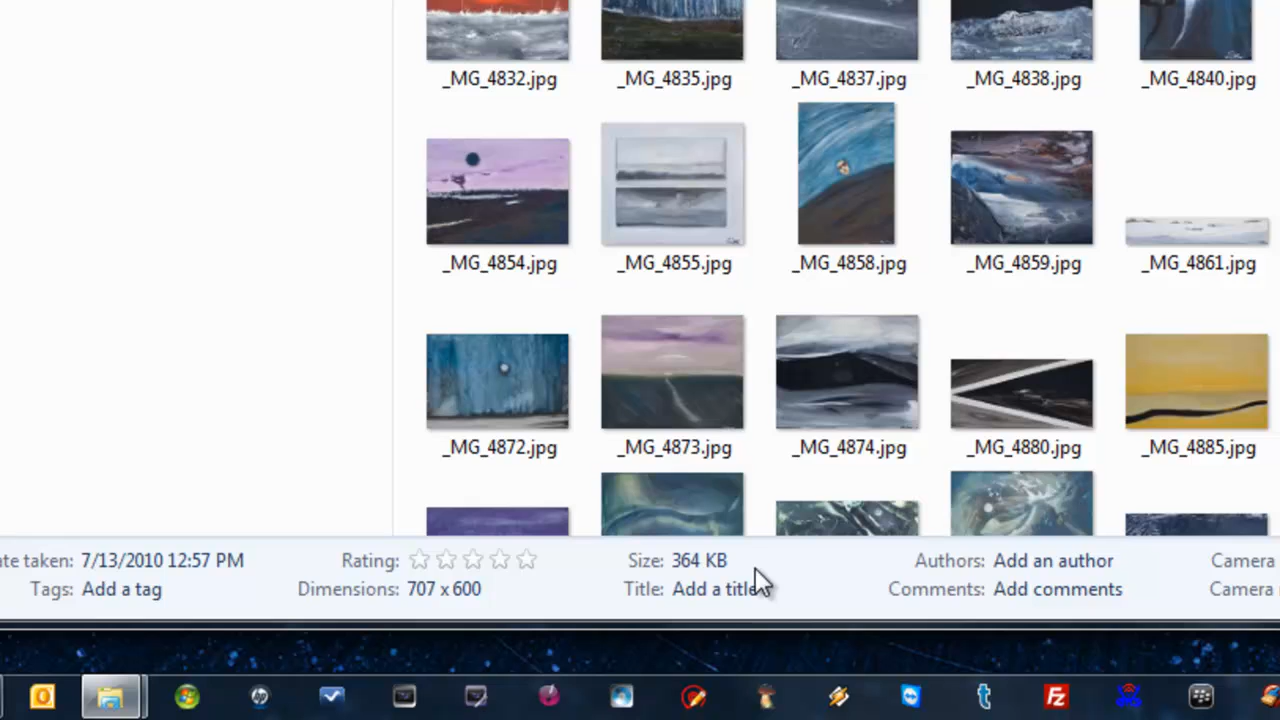 _MG_4832.jpg _MG_4835.jpg _MG_4837.jpg _MG_4838.jpg _MG_4840.jpg
_MG_4854.jpg _MG_4855.jpg _MG_4858.jpg _MG_4859.jpg _MG_4861.jpg
_MG_4872.jpg _MG_4873.jpg _MG_4874.jpg _MG_4880.jpg _MG_4885.jpg
ate taken: 7/13/2010 12:57 PM Rating: Size: 364 KB Authors: Add an author Camera
Tags: Add a tag Dimensions: 707 x 600 Title: Add a title Comments: Add comments Camera